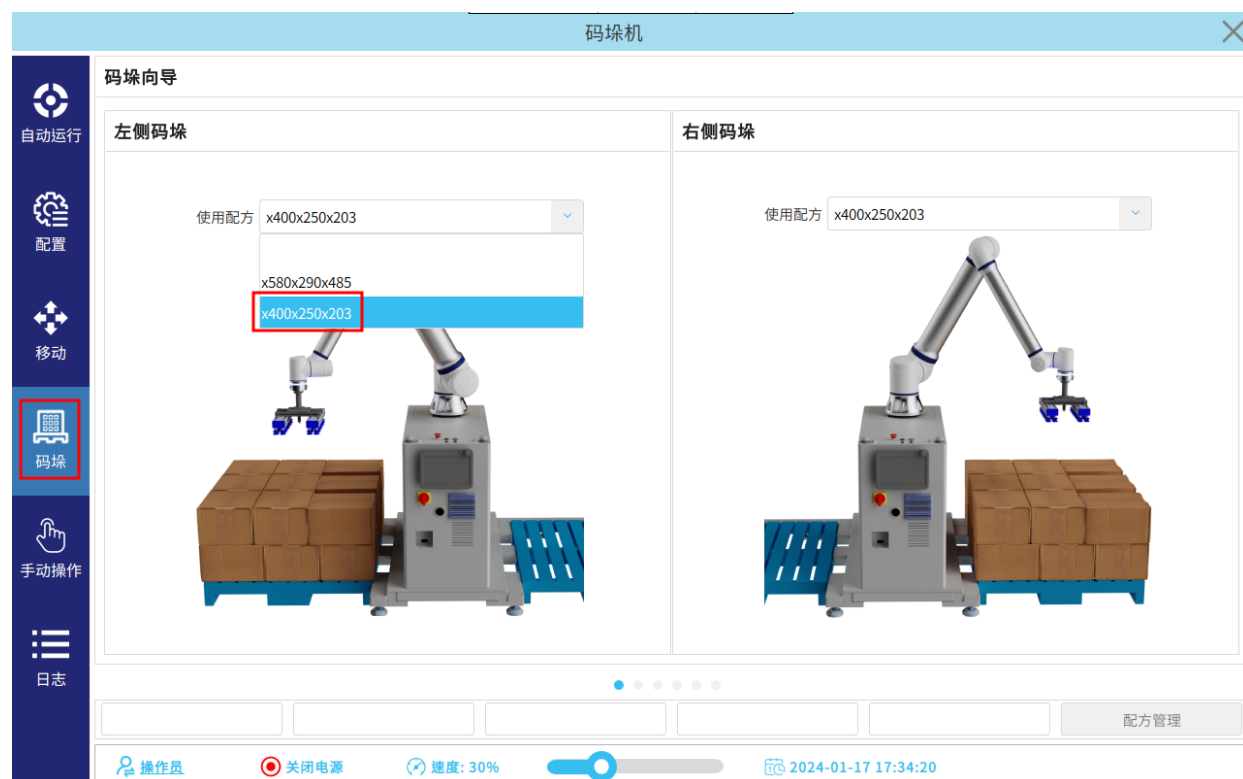 码垛机
码垛向导
自动运行
配置
移动
码垛
手动操作
日志
左侧码垛
使用配方 x400x250x203
x580x290x485
x400x250x203
右侧码垛
使用配方 x400x250x203
配方管理
操作员 关闭电源 速度: 30% 2024-01-17 17:34:20